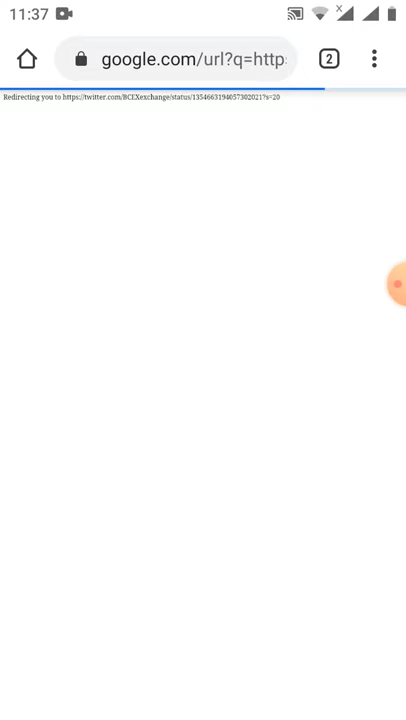 11:37
google.com/url?q=http
2
Redirecting you to https://twitter.com/BCEXexchange/status/1354663194057302021?s=20